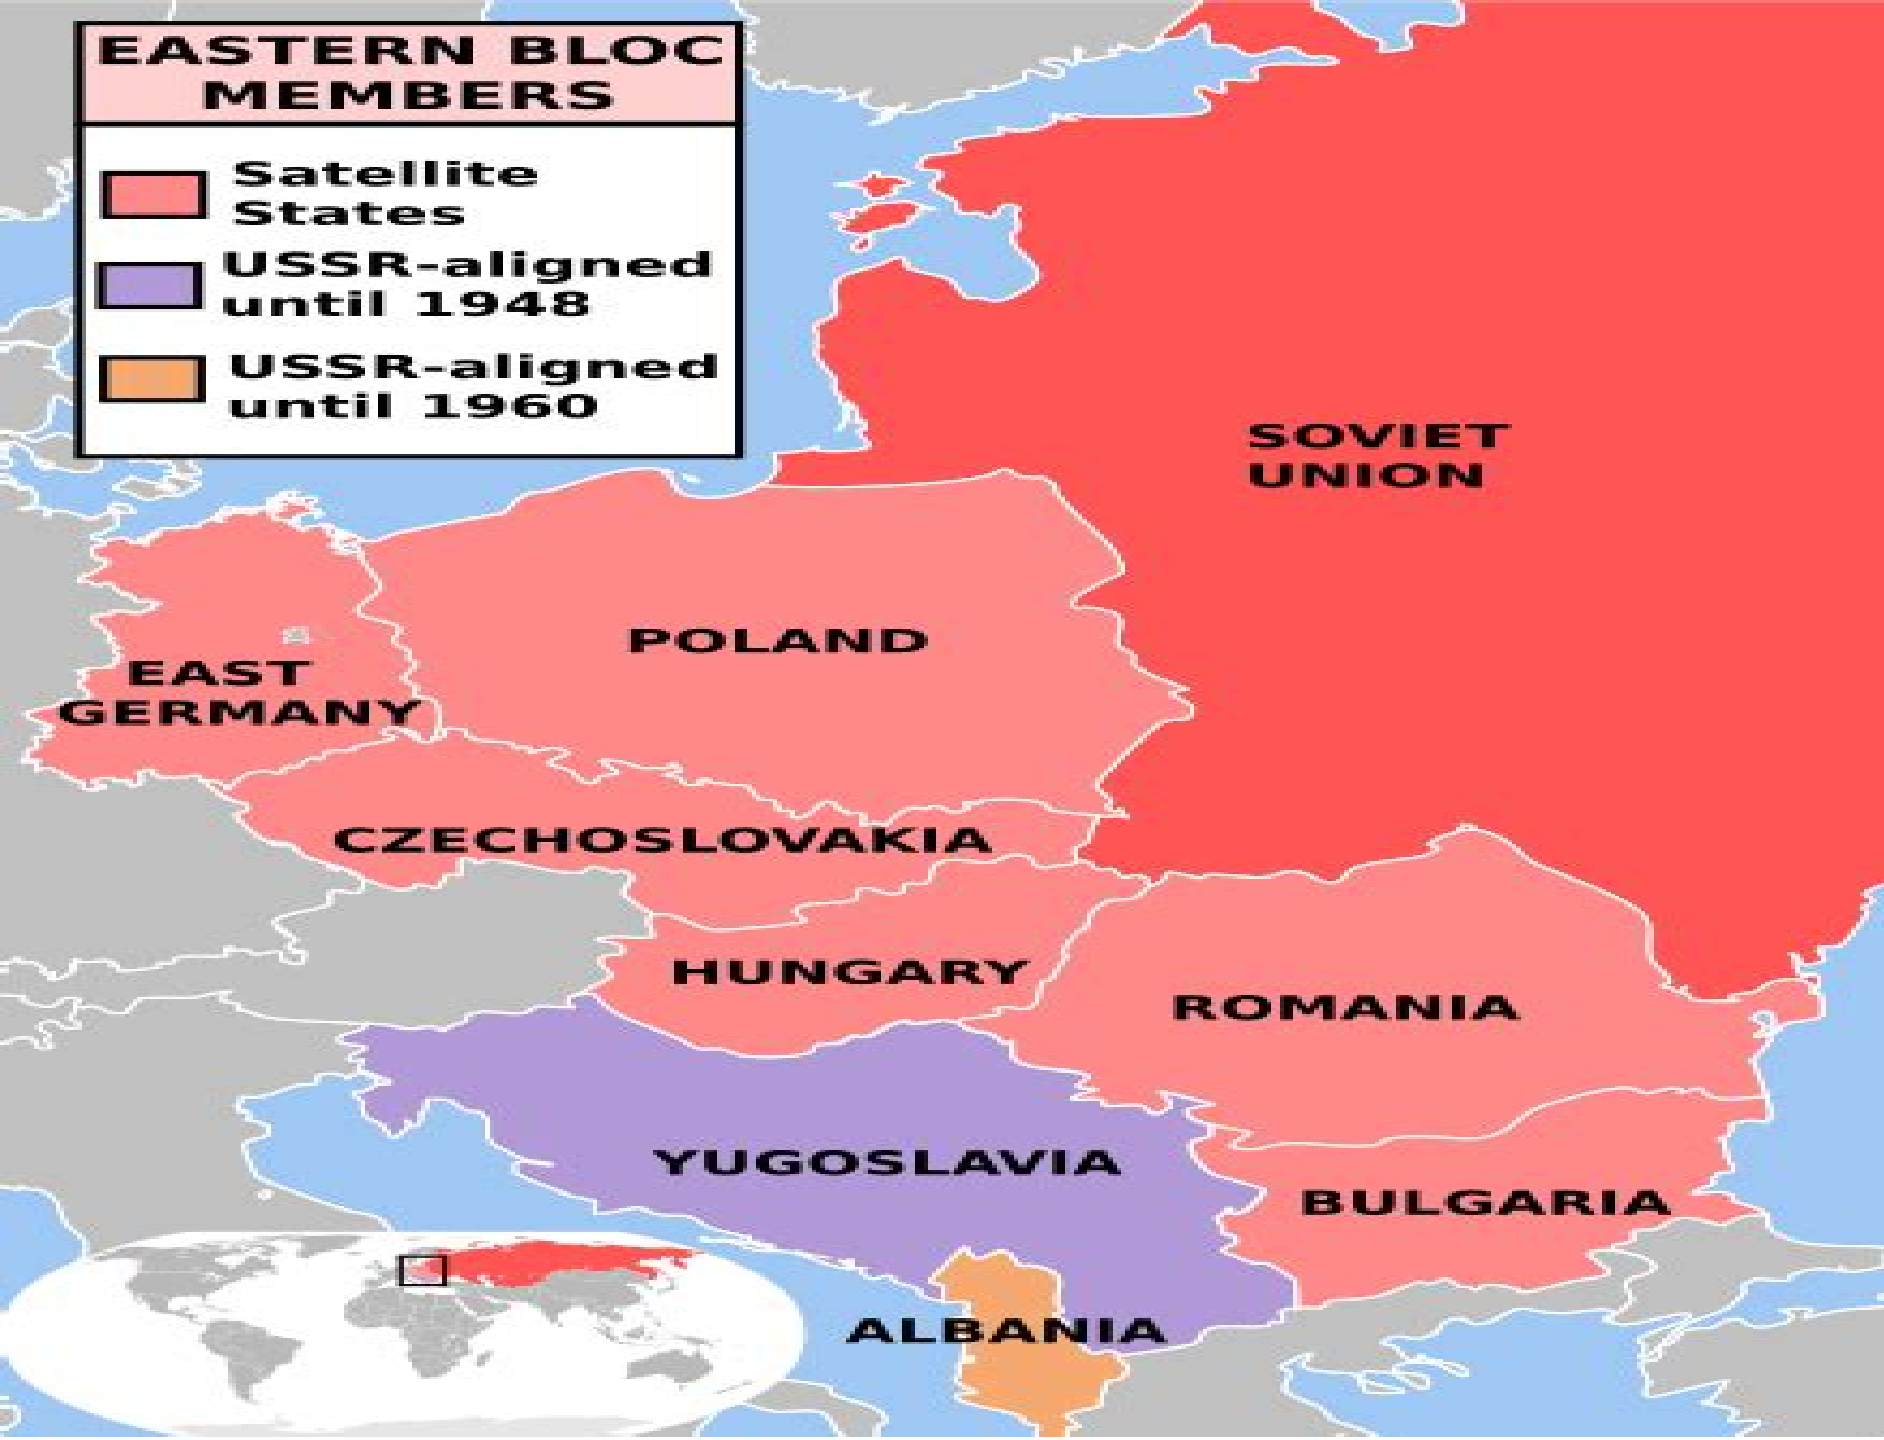 EASTERN BLOC
MEMBERS
Satellite
States
USSR-aligned
until 1948
USSR-aligned
until 1960
SOVIET
UNION
POLAND
EAST
GERMANY
CZECHOSLOVAKIA
HUNGARY
ROMANIA
YUGOSLAVIA
BULGARIA
ALBANIA